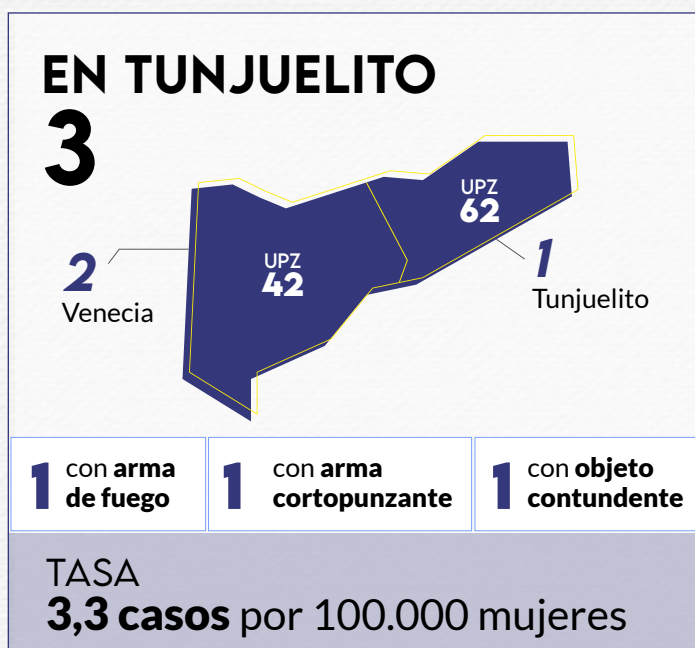 EN TUNJUELITO
3
UPZ
62
UPZ
42
2
Venecia
1
Tunjuelito
1 con arma
de fuego
1 con arma
cortopunzante
1 con objeto
contundente
TASA
3,3 casos por 100.000 mujeres